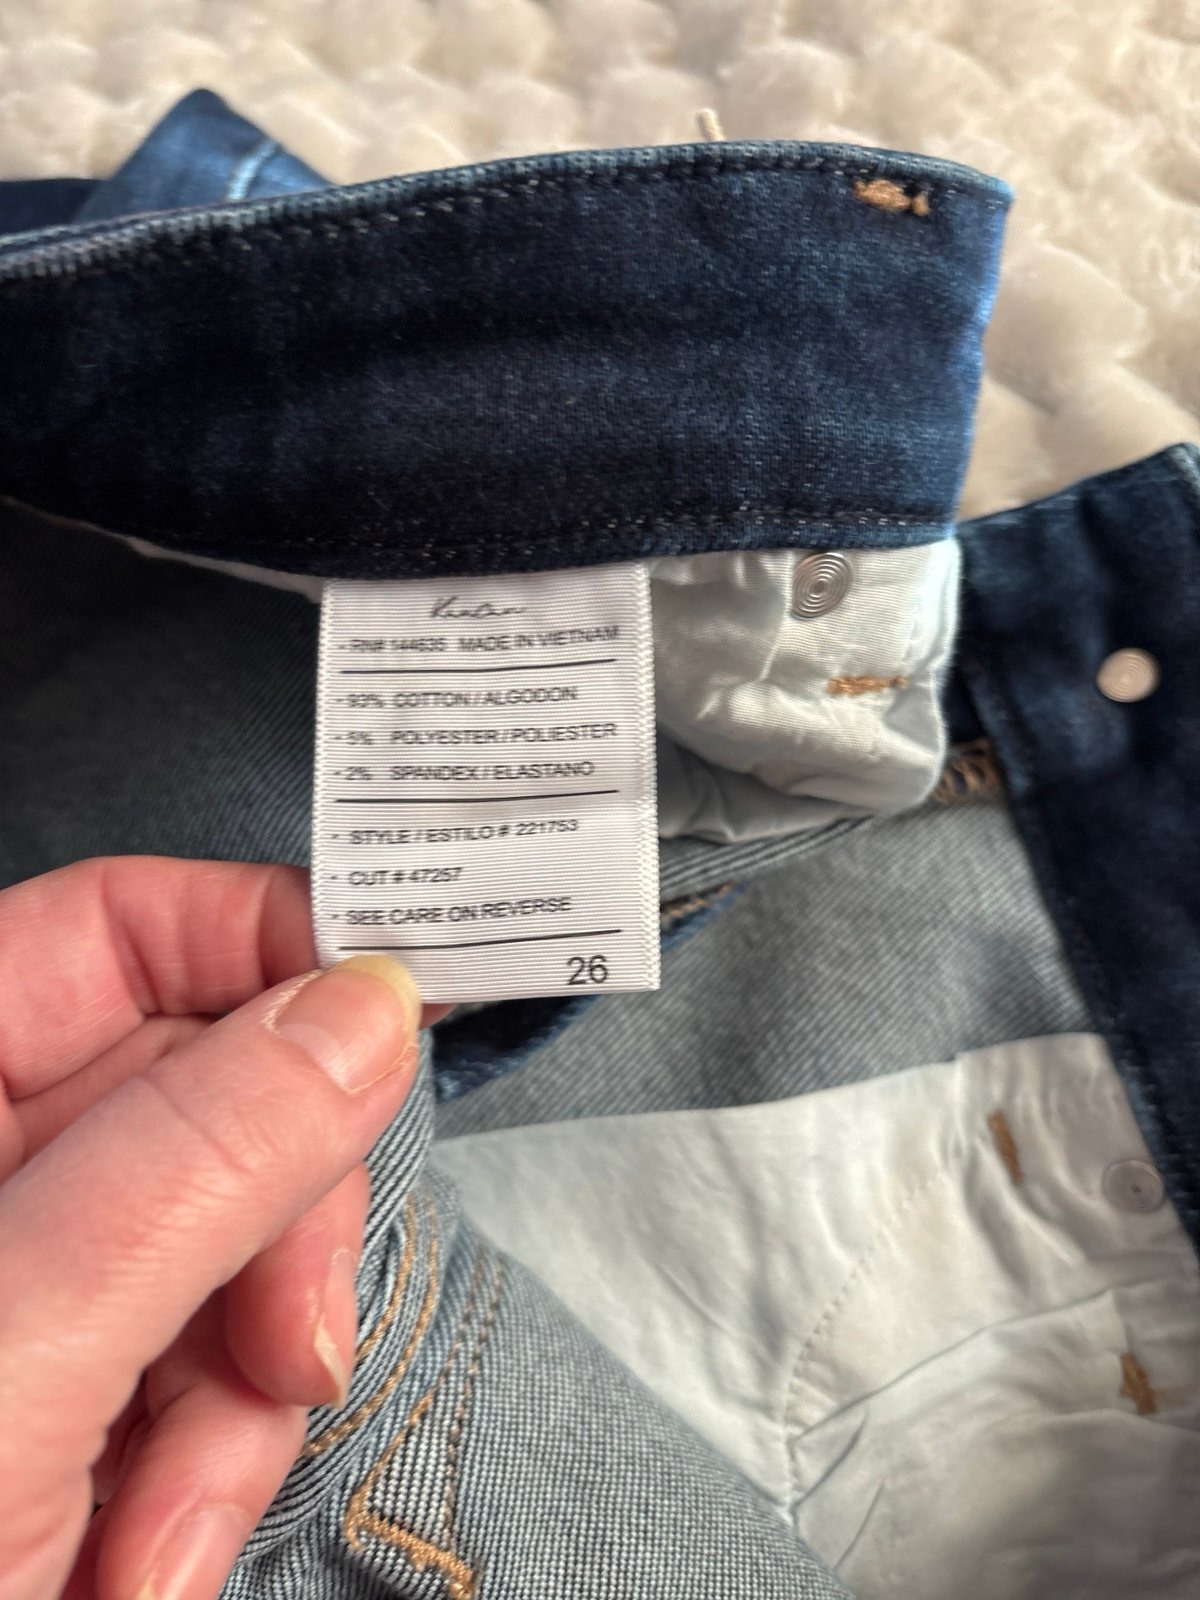 - RN# 144635 MADE IN VIETNAM
- 93% COTTON / ALGODON
- 5% POLYESTER / POLIESTER
- 2% SPANDEX / ELASTANO
- STYLE / ESTILO # 221753
- CUT # 47257
- SEE CARE ON REVERSE
26